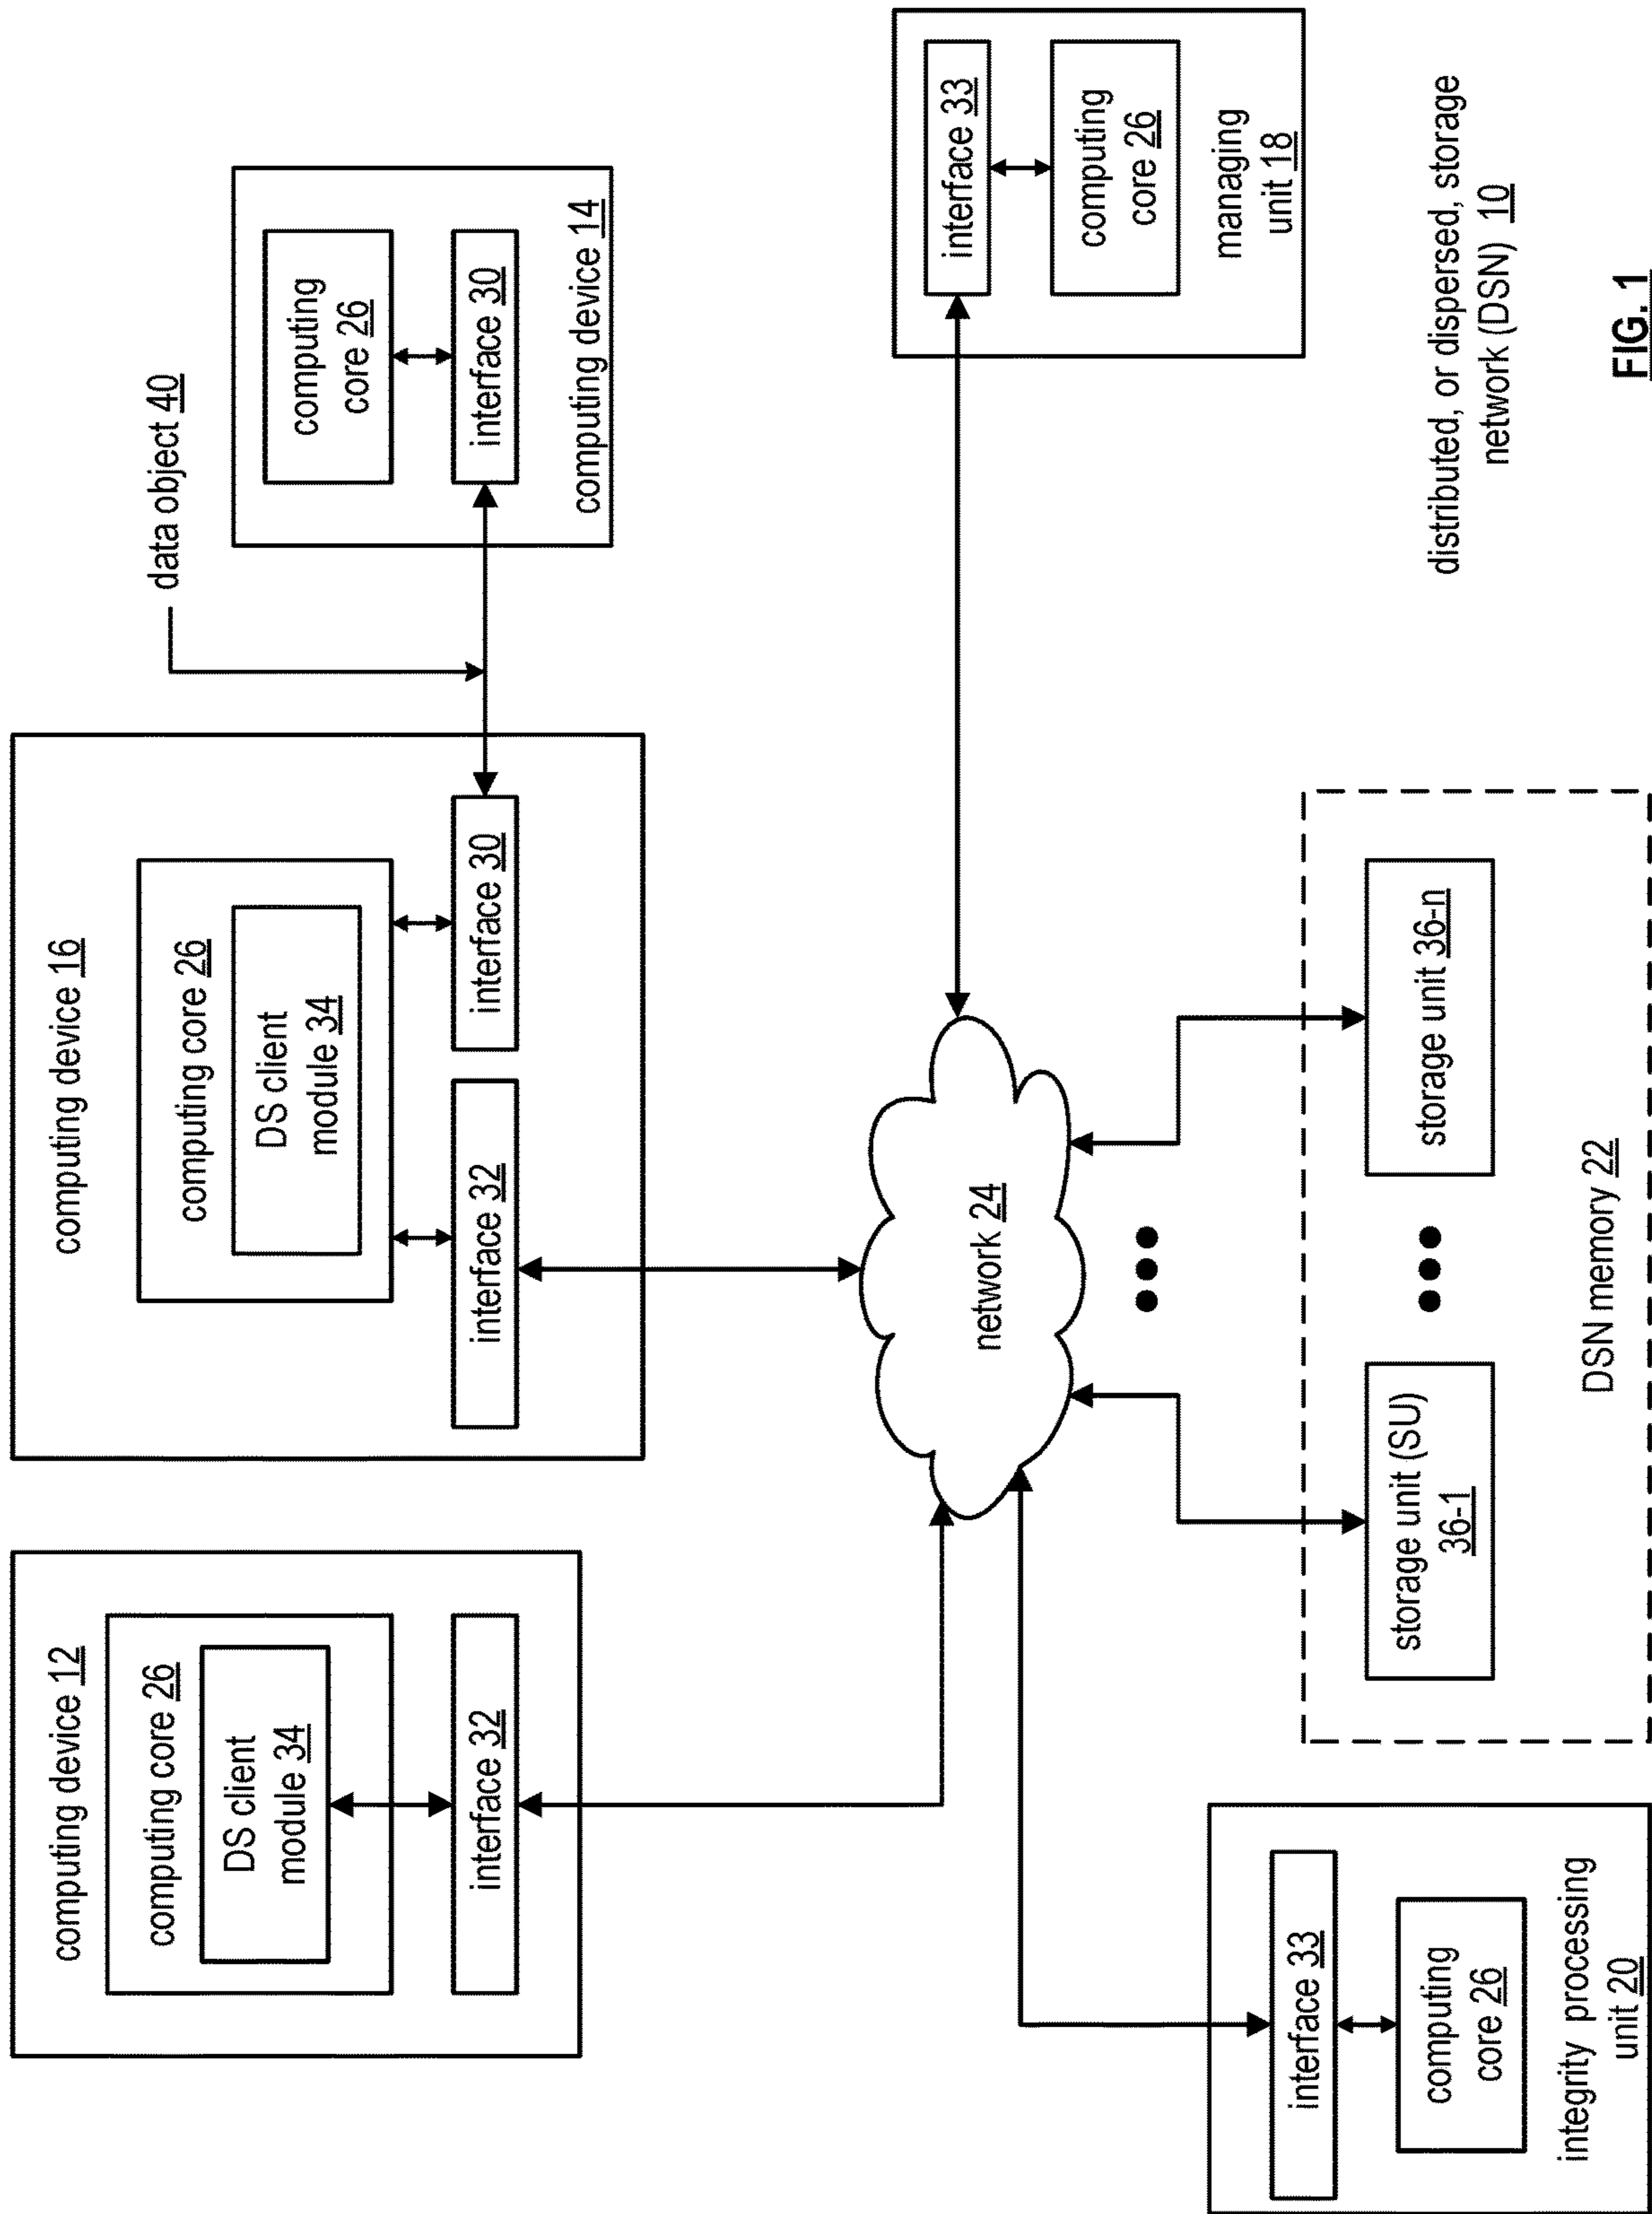 computing device 12
computing core 26
DS client
module 34
interface 32
computing device 16
computing core 26
DS client
module 34
interface 32
interface 30
data object 40
computing
core 26
interface 30
computing device 14
network 24
interface 33
computing
core 26
managing
unit 18
interface 33
computing
core 26
integrity processing
unit 20
storage unit (SU)
36-1
storage unit 36-n
DSN memory 22
distributed, or dispersed, storage
network (DSN) 10
FIG. 1